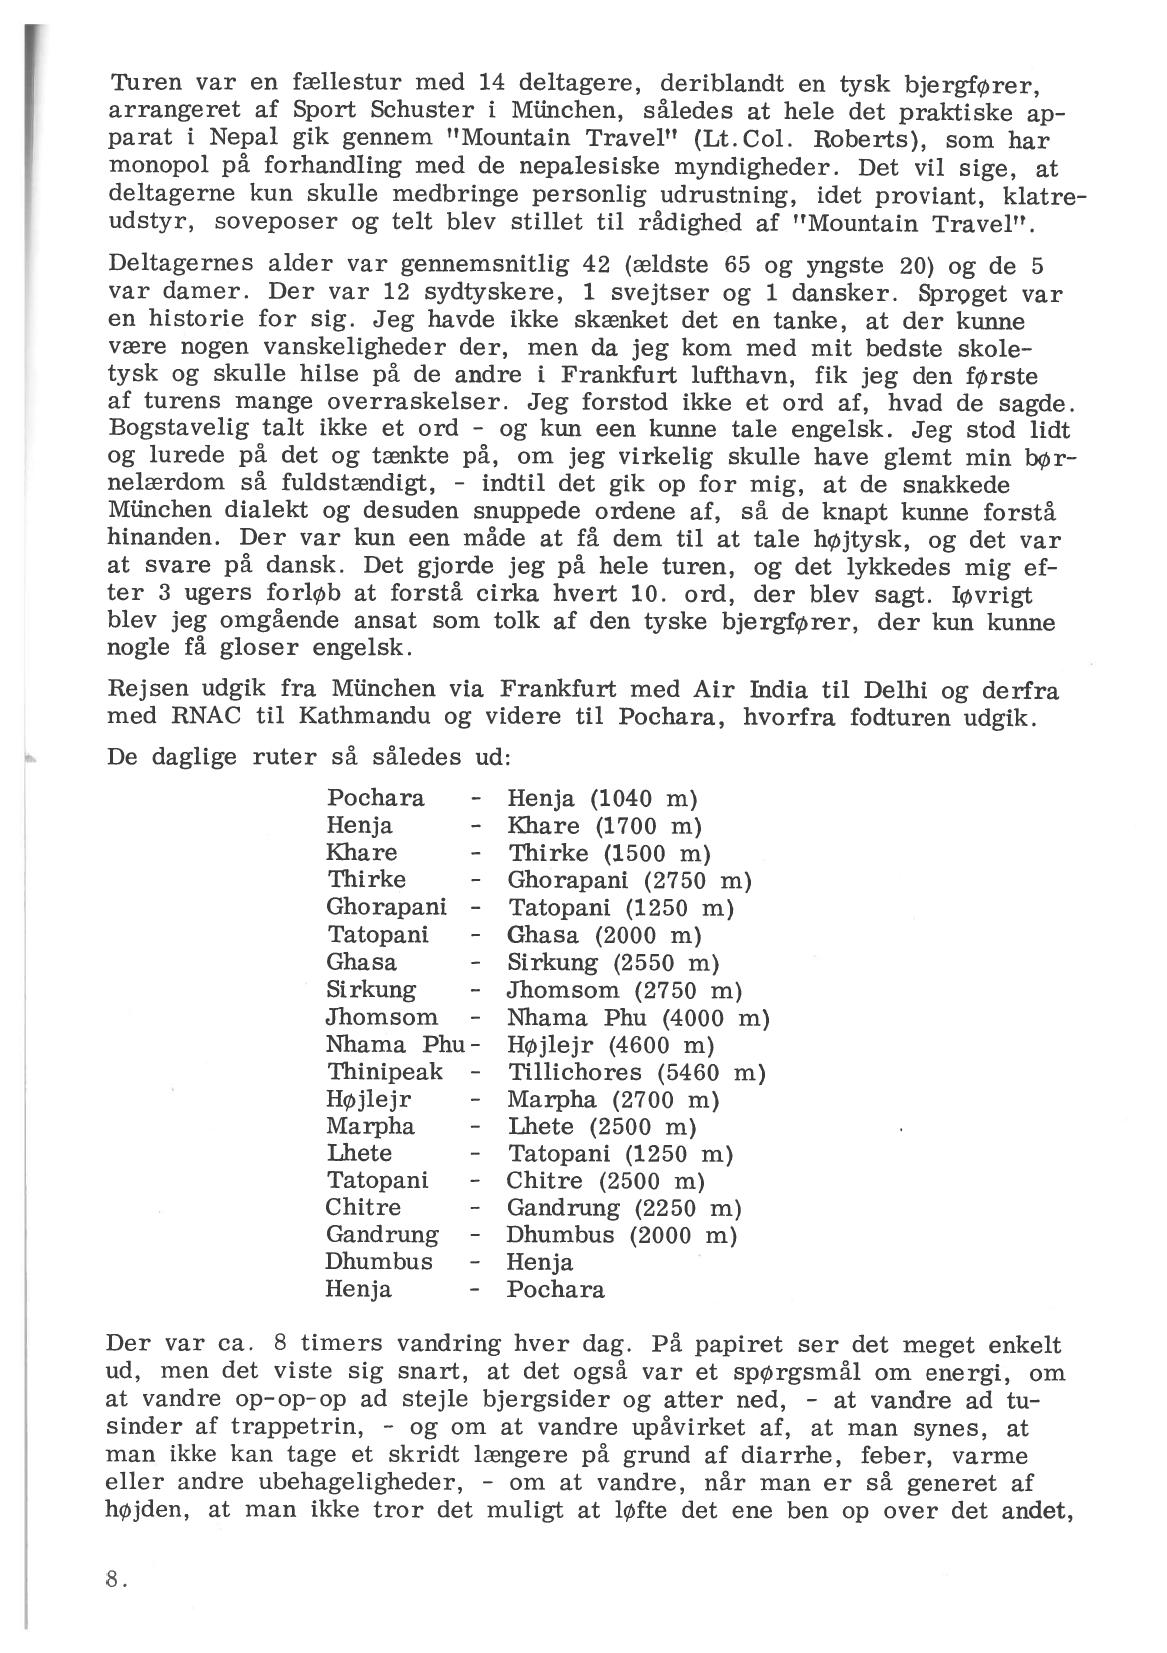 Turen var en fællestur med 14 deltagere, deriblandt en tysk bjergfører,
arrangeret af Sport Schuster i München, således at hele det praktiske ap-
parat i Nepal gik gennem "Mountain Travel" (Lt.Col. Roberts), som har
monopol på forhandling med de nepalesiske myndigheder. Det vil sige, at
deltagerne kun skulle medbringe personlig udrustning, idet proviant, klatre-
udstyr, soveposer og telt blev stillet til rådighed af "Mountain Travel".
Deltagernes alder var gennemsnitlig 42 (ældste 65 og yngste 20) og de 5
var damer. Der var 12 sydtyskere, 1 svejtser og 1 dansker. Sproget var
en historie for sig. Jeg havde ikke skænket det en tanke, at der kunne
være nogen vanskeligheder der, men da jeg kom med mit bedste skole-
tysk og skulle hilse på de andre i Frankfurt lufthavn, fik jeg den første
af turens mange overraskelser. Jeg forstod ikke et ord af, hvad de sagde.
Bogstavelig talt ikke et ord - og kun een kunne tale engelsk. Jeg stod lidt
og lurede på det og tænkte på, om jeg virkelig skulle have glemt min bør-
nelærdom så fuldstændigt, - indtil det gik op for mig, at de snakkede
München dialekt og desuden snuppede ordene af, så de knapt kunne forstå
hinanden. Der var kun een måde at få dem til at tale højtysk, og det var
at svare på dansk. Det gjorde jeg på hele turen, og det lykkedes mig ef-
ter 3 ugers forløb at forstå cirka hvert 10. ord, der blev sagt. Iøvrigt
blev jeg omgående ansat som tolk af den tyske bjergfører, der kun kunne
nogle få gloser engelsk.
Rejsen udgik fra München via Frankfurt med Air India til Delhi og derfra
med RNAC til Kathmandu og videre til Pochara, hvorfra fodturen udgik.
De daglige ruter så således ud:
Pochara - Henja (1040 m)
Henja - Khare (1700 m)
Khare - Thirke (1500 m)
Thirke - Ghorapani (2750 m)
Ghorapani - Tatopani (1250 m)
Tatopani - Ghasa (2000 m)
Ghasa - Sirkung (2550 m)
Sirkung - Jhomsom (2750 m)
Jhomsom - Nhama Phu (4000 m)
Nhama Phu - Højlejr (4600 m)
Thinipeak - Tillichores (5460 m)
Højlejr - Marpha (2700 m)
Marpha - Lhete (2500 m)
Lhete - Tatopani (1250 m)
Tatopani - Chitre (2500 m)
Chitre - Gandrung (2250 m)
Gandrung - Dhumbus (2000 m)
Dhumbus - Henja
Henja - Pochara
Der var ca. 8 timers vandring hver dag. På papiret ser det meget enkelt
ud, men det viste sig snart, at det også var et spørgsmål om energi, om
at vandre op-op-op ad stejle bjergsider og atter ned, - at vandre ad tu-
sinder af trappetrin, - og om at vandre upåvirket af, at man synes, at
man ikke kan tage et skridt længere på grund af diarrhe, feber, varme
eller andre ubehageligheder, - om at vandre, når man er så generet af
højden, at man ikke tror det muligt at løfte det ene ben op over det andet,
8.